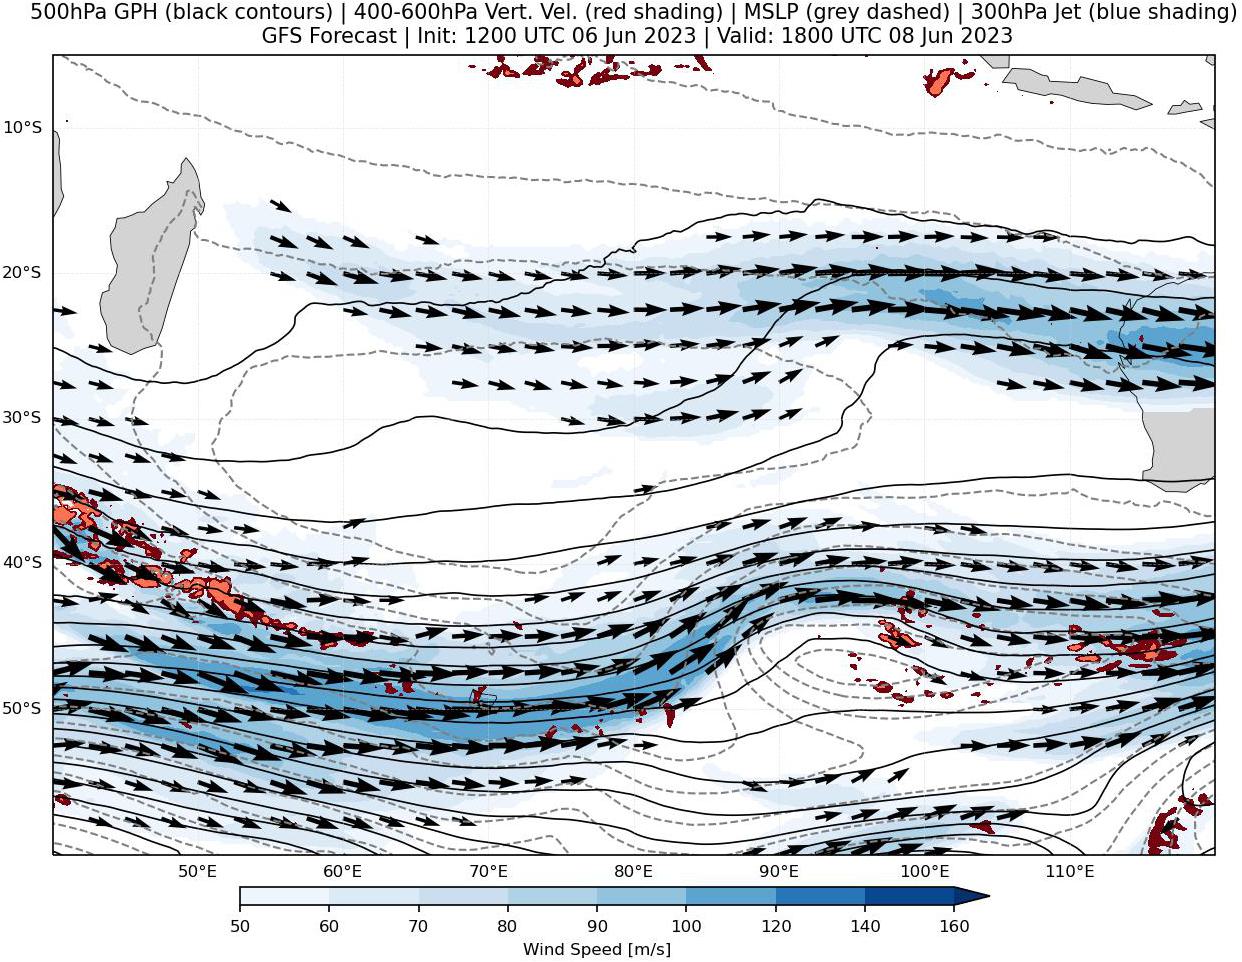 500hPa GPH (black contours) | 400-600hPa Vert. Vel. (red shading) | MSLP (grey dashed) | 300hPa Jet (blue shading)
GFS Forecast | Init: 1200 UTC 06 Jun 2023 | Valid: 1800 UTC 08 Jun 2023
10°S
20°S
30°S
40°S
50°S
50°E 60°E 70°E 80°E 90°E 100°E 110°E
50 60 70 80 90 100 120 140 160
Wind Speed [m/s]